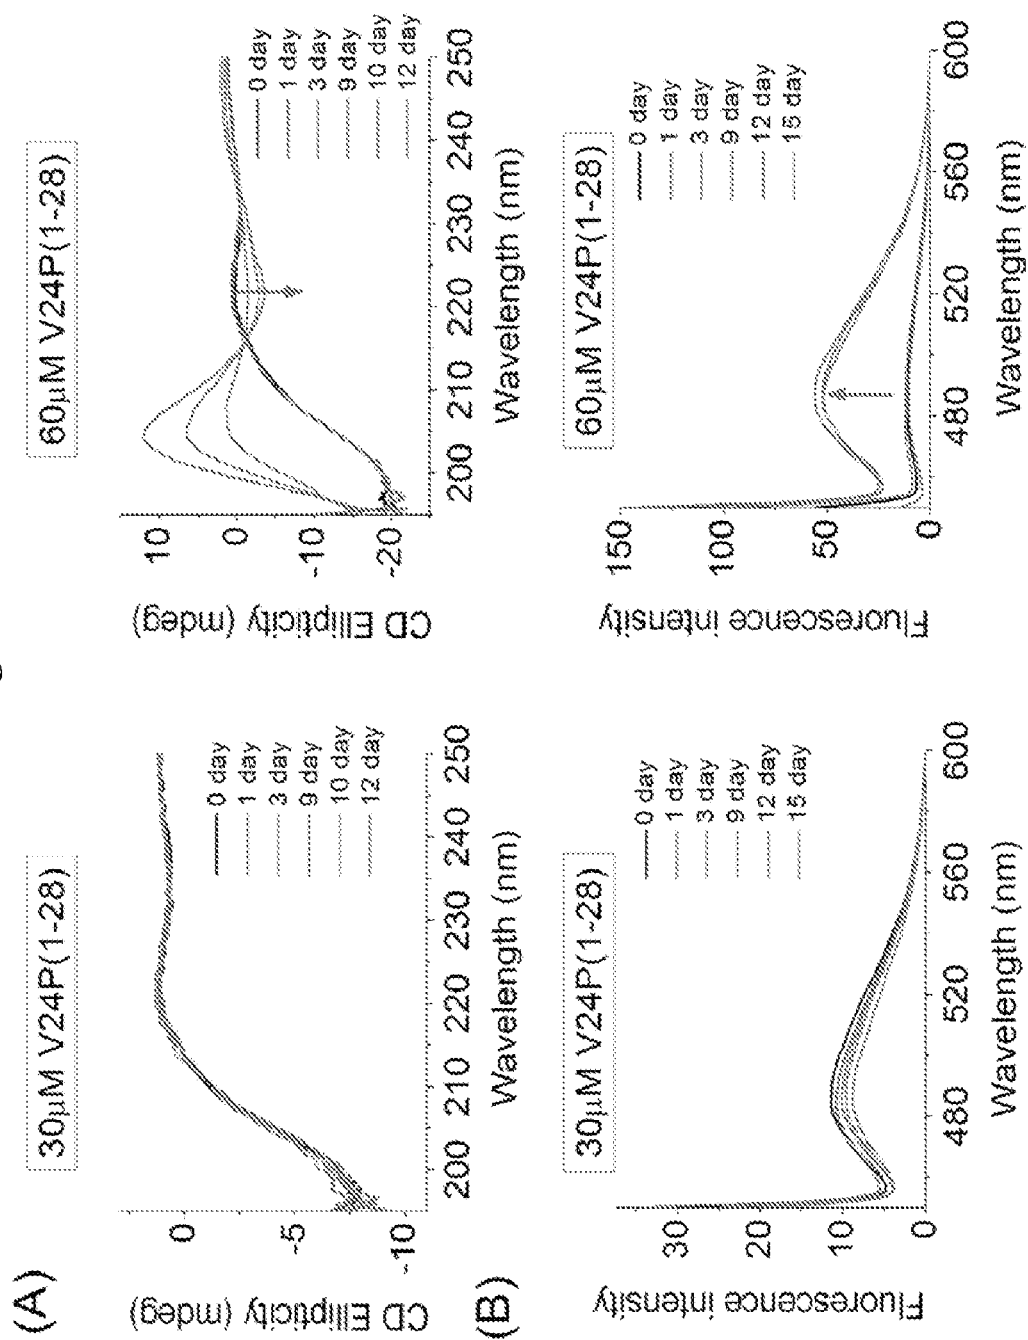 (A)
30μM V24P(1-28)
CD Ellipticity (mdeg)
0
-5
-10
0 day
1 day
3 day
9 day
10 day
12 day
200 210 220 230 240 250
Wavelength (nm)
60μM V24P(1-28)
CD Ellipticity (mdeg)
10
0
-10
-20
0 day
1 day
3 day
9 day
10 day
12 day
200 210 220 230 240 250
Wavelength (nm)
(B)
30μM V24P(1-28)
Fluorescence intensity
30
20
10
0
0 day
1 day
3 day
9 day
12 day
15 day
480 520 560 600
Wavelength (nm)
60μM V24P(1-28)
Fluorescence intensity
150
100
50
0
0 day
1 day
3 day
9 day
12 day
15 day
480 520 560 600
Wavelength (nm)